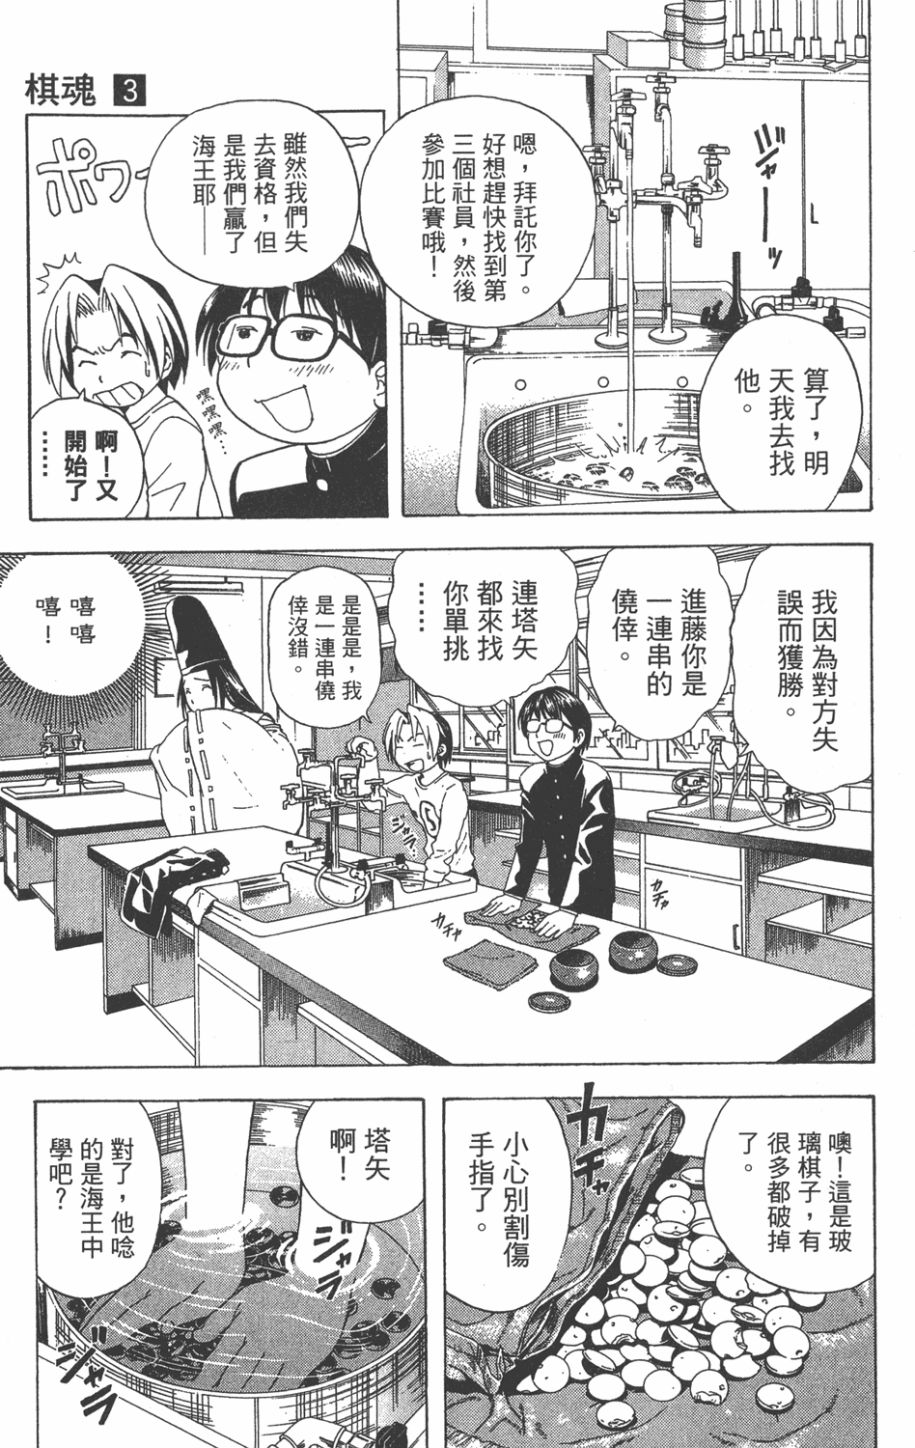 棋魂 3
嗯，拜託你了。
好想趕快找到第
三個社員，然後
參加比賽哦！
ジャーッ
算了，明
天我去找
他。
雖然我們失
去資格，但
是我們贏了
海王耶——
ポワーー
嘿嘿嘿…
啊！又
開始了
……
我因為對方失
誤而獲勝。
進藤你是
一連串的
僥倖。
連塔矢
都來找
你單挑
……
是是是，我
是一連串僥
倖沒錯。
嘻嘻
嘻！
ジャラ
カチャ
カチャ
噢！這是玻
璃棋子，有
很多都破掉
了。
カチャ
小心別割傷
手指了。
塔矢
啊！
對了，他唸
的是海王中
學吧？
ジャラ
ジャラ